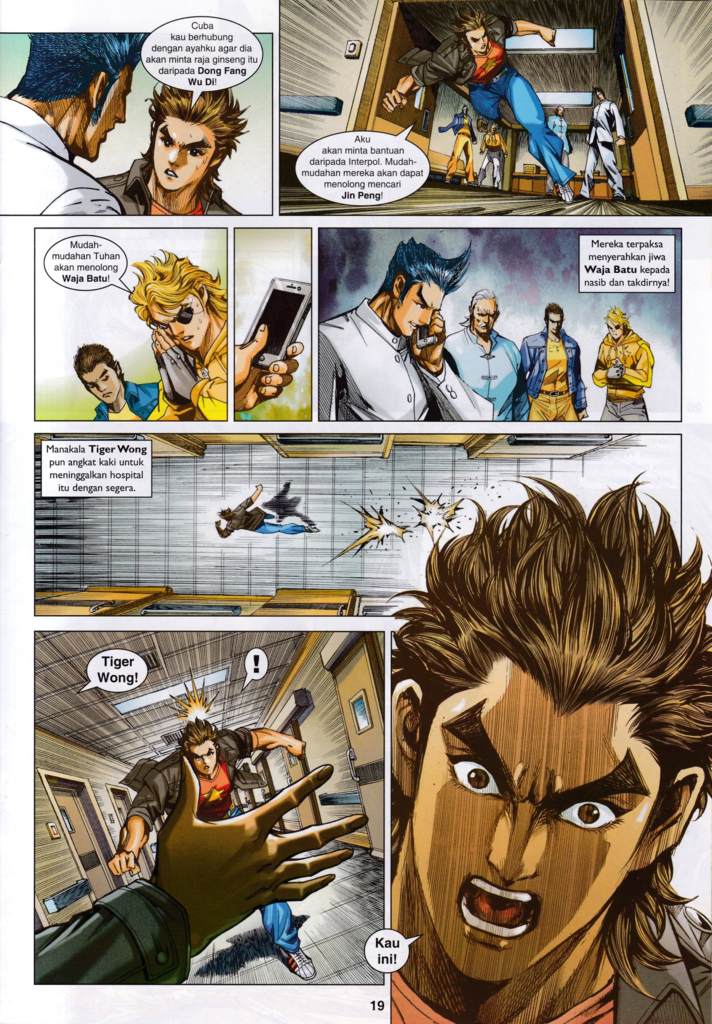 Cuba
kau berhubung
dengan ayahku agar dia
akan minta raja ginseng itu
daripada Dong Fang
Wu Di!
Aku
akan minta bantuan
daripada Interpol. Mudah-
mudahan mereka akan dapat
menolong mencari
Jin Peng!
Mudah-
mudahan Tuhan
akan menolong
Waja Batu!
Mereka terpaksa
menyerahkan jiwa
Waja Batu kepada
nasib dan takdirnya!
Manakala Tiger Wong
pun angkat kaki untuk
meninggalkan hospital
itu dengan segera.
Tiger
Wong!
!
Kau
ini!
19